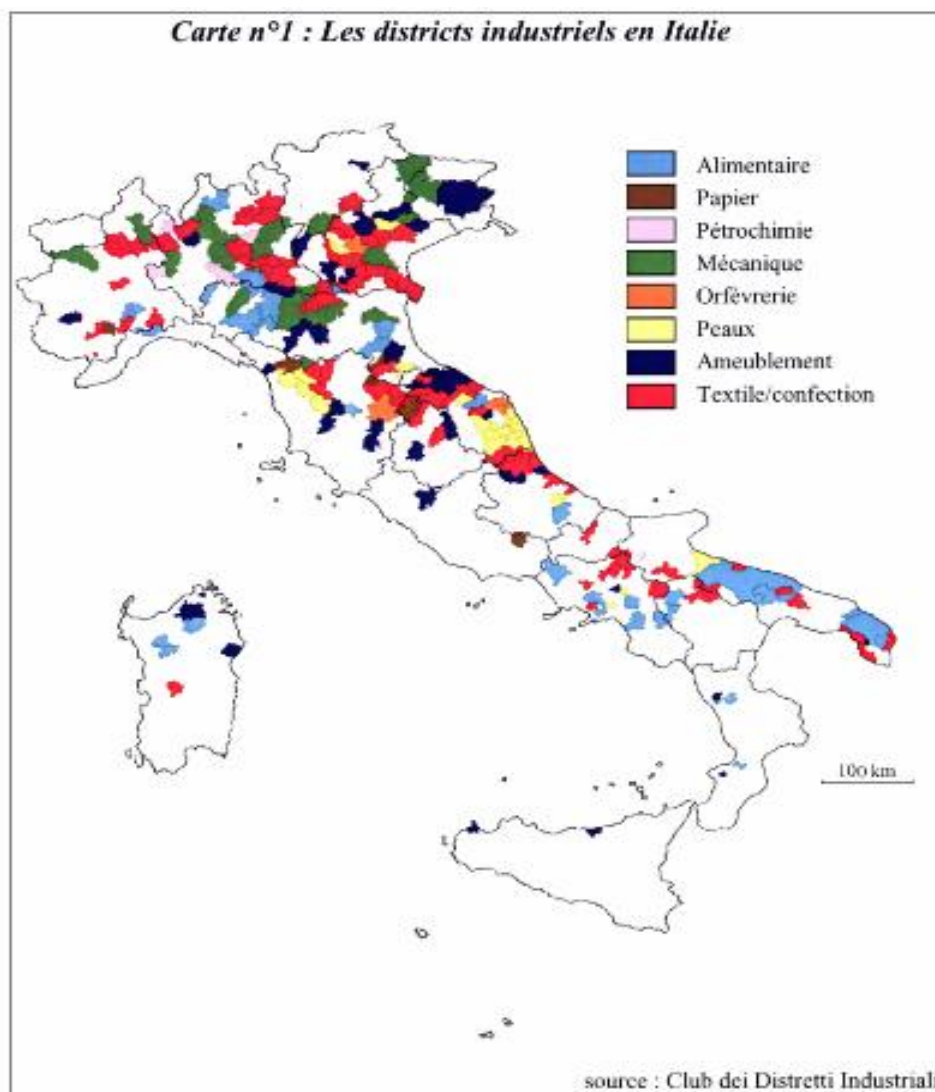 Carte n°1 : Les districts industriels en Italie
Alimentaire
Papier
Pétrochimie
Mécanique
Orfèvrerie
Peaux
Ameublement
Textile/confection
100 km
source : Club dei Distretti Industriali